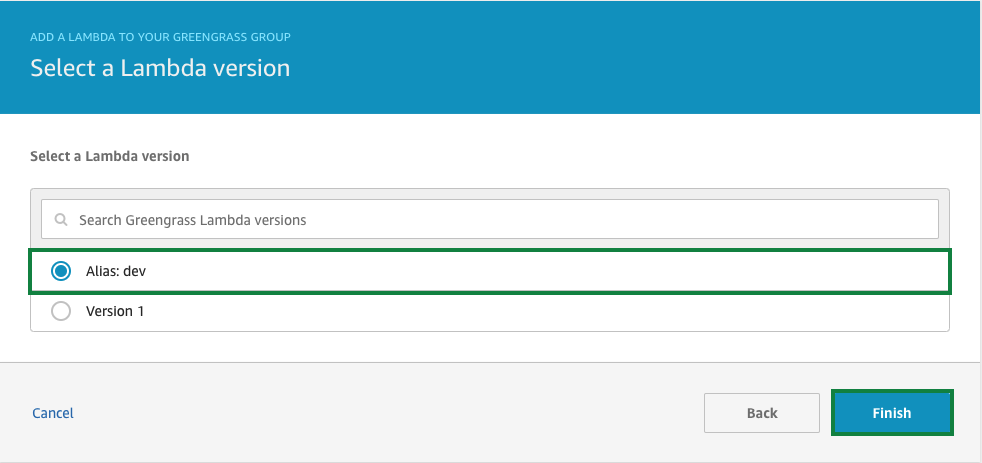 ADD A LAMBDA TO YOUR GREENGRASS GROUP
Select a Lambda version
Select a Lambda version
Search Greengrass Lambda versions
Alias: dev
Version 1
Cancel
Back
Finish